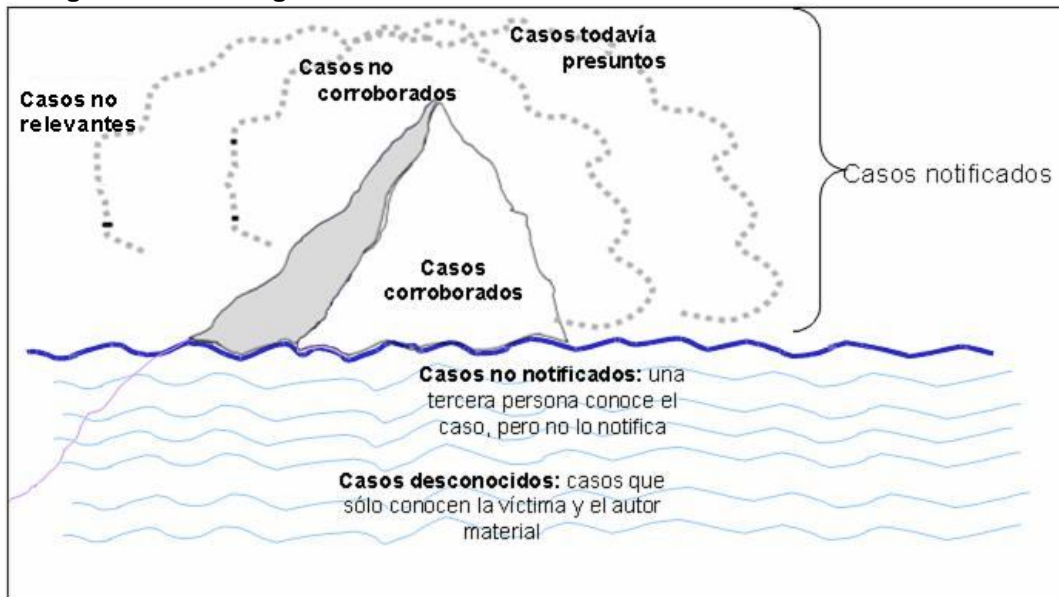 Casos todavía
presuntos
Casos no
corroborados
Casos no
relevantes
Casos notificados
Casos
corroborados
Casos no notificados: una
tercera persona conoce el
caso, pero no lo notifica
Casos desconocidos: casos que
sólo conocen la víctima y el autor
material